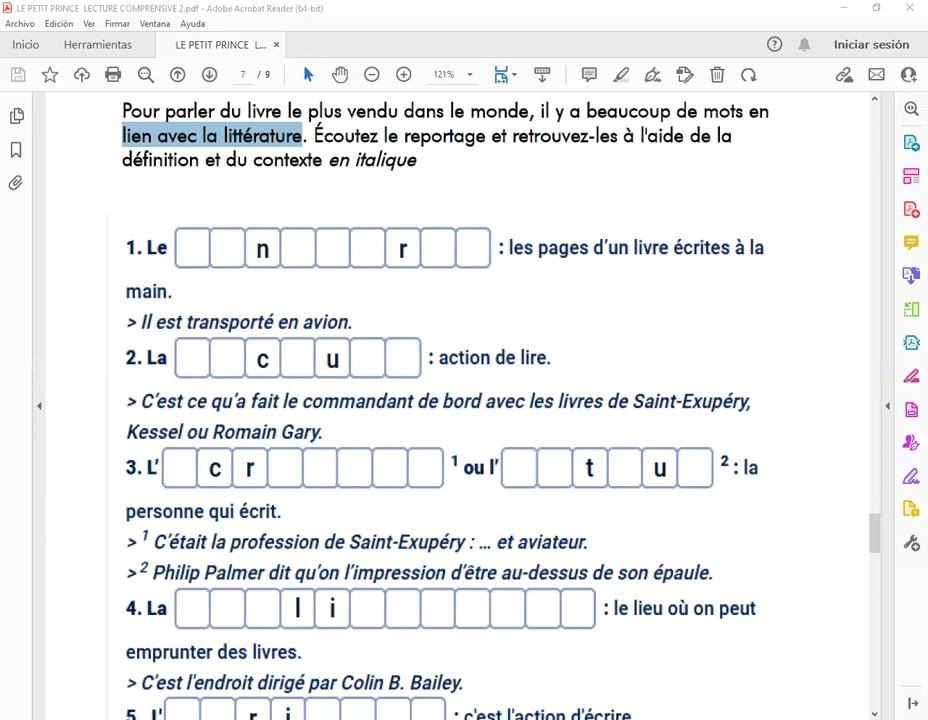 LE PETIT PRINCE LECTURE COMPRENSIVE 2.pdf - Adobe Acrobat Reader (64-bit)
Archivo Edición Ver Firmar Ventana Ayuda
Inicio Herramientas LE PETIT PRINCE L... × Iniciar sesión
7 / 9 121%
Pour parler du livre le plus vendu dans le monde, il y a beaucoup de mots en
lien avec la littérature. Écoutez le reportage et retrouvez-les à l'aide de la
définition et du contexte en italique
1. Le n r : les pages d'un livre écrites à la
main.
> Il est transporté en avion.
2. La c u : action de lire.
> C'est ce qu'a fait le commandant de bord avec les livres de Saint-Exupéry,
Kessel ou Romain Gary.
3. L' c r 1 ou l' t u 2 : la
personne qui écrit.
> 1 C'était la profession de Saint-Exupéry : ... et aviateur.
> 2 Philip Palmer dit qu'on l'impression d'être au-dessus de son épaule.
4. La l i : le lieu où on peut
emprunter des livres.
> C'est l'endroit dirigé par Colin B. Bailey.
5. L' r i : c'est l'action d'écrire